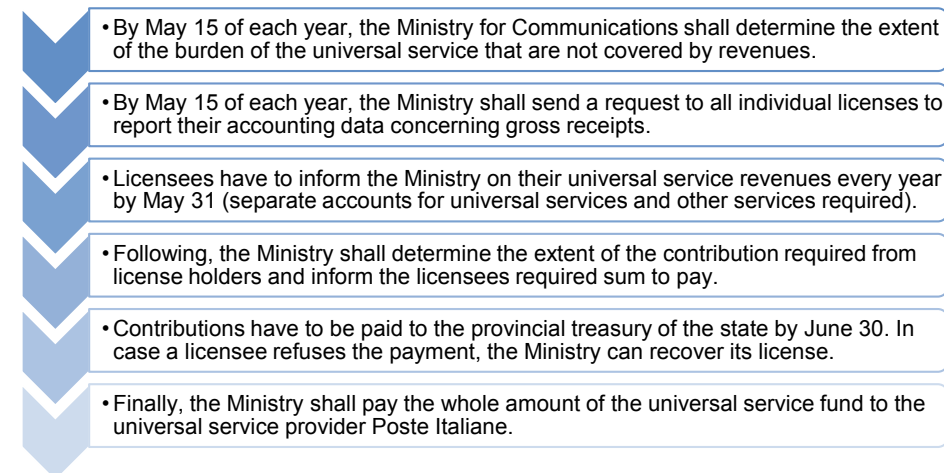 • By May 15 of each year, the Ministry for Communications shall determine the extent
of the burden of the universal service that are not covered by revenues.
• By May 15 of each year, the Ministry shall send a request to all individual licenses to
report their accounting data concerning gross receipts.
• Licensees have to inform the Ministry on their universal service revenues every year
by May 31 (separate accounts for universal services and other services required).
• Following, the Ministry shall determine the extent of the contribution required from
license holders and inform the licensees required sum to pay.
• Contributions have to be paid to the provincial treasury of the state by June 30. In
case a licensee refuses the payment, the Ministry can recover its license.
• Finally, the Ministry shall pay the whole amount of the universal service fund to the
universal service provider Poste Italiane.